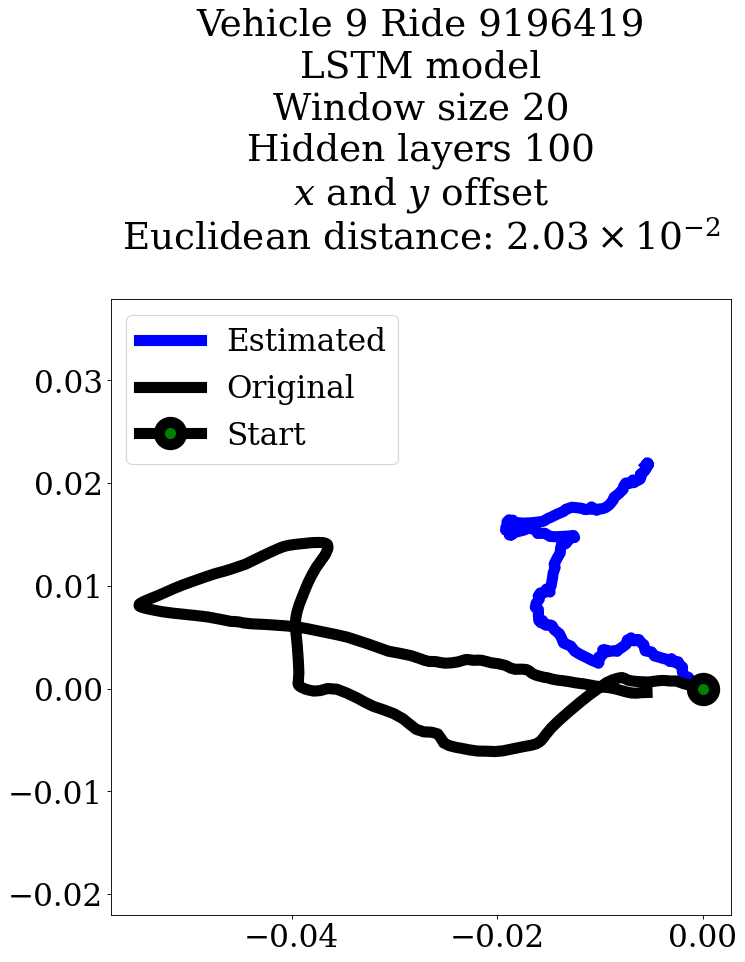 Vehicle 9 Ride 9196419
LSTM model
Window size 20
Hidden layers 100
x and y offset
Euclidean distance: 2.03 × 10⁻²
Estimated
Original
Start
0.03
0.02
0.01
0.00
−0.01
−0.02
−0.04
−0.02
0.00